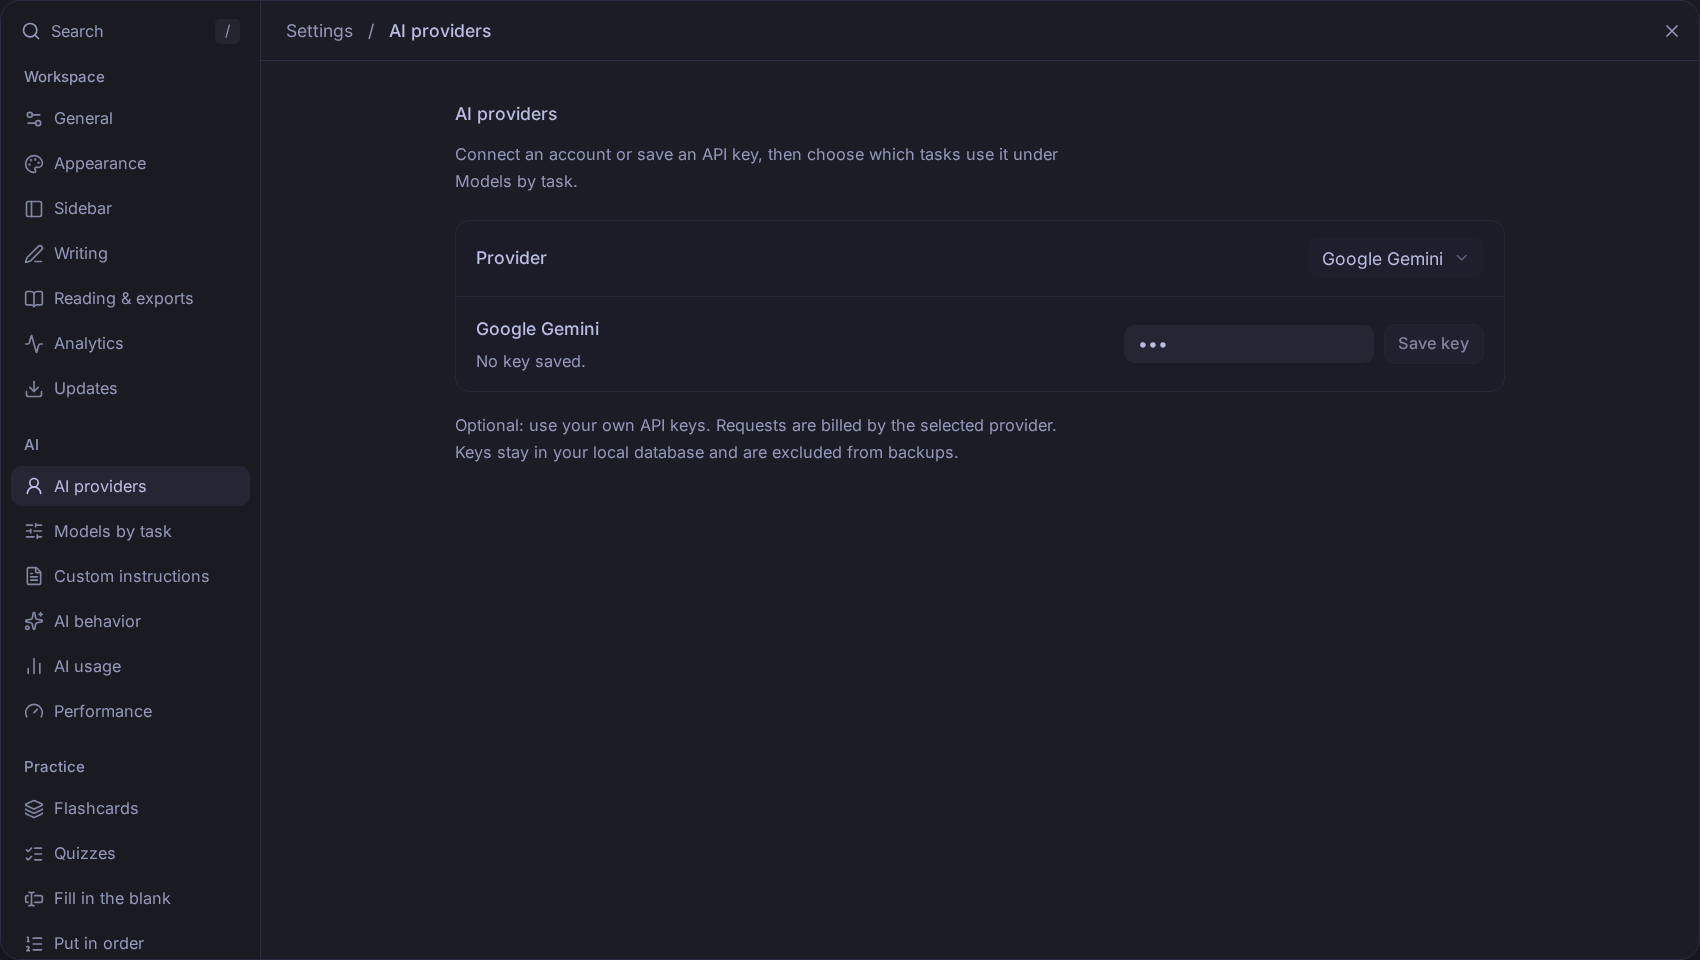 Search /
Workspace
General
Appearance
Sidebar
Writing
Reading & exports
Analytics
Updates
AI
AI providers
Models by task
Custom instructions
AI behavior
AI usage
Performance
Practice
Flashcards
Quizzes
Fill in the blank
Put in order
Settings / AI providers
AI providers
Connect an account or save an API key, then choose which tasks use it under
Models by task.
Provider Google Gemini
Google Gemini
No key saved.
••• Save key
Optional: use your own API keys. Requests are billed by the selected provider.
Keys stay in your local database and are excluded from backups.